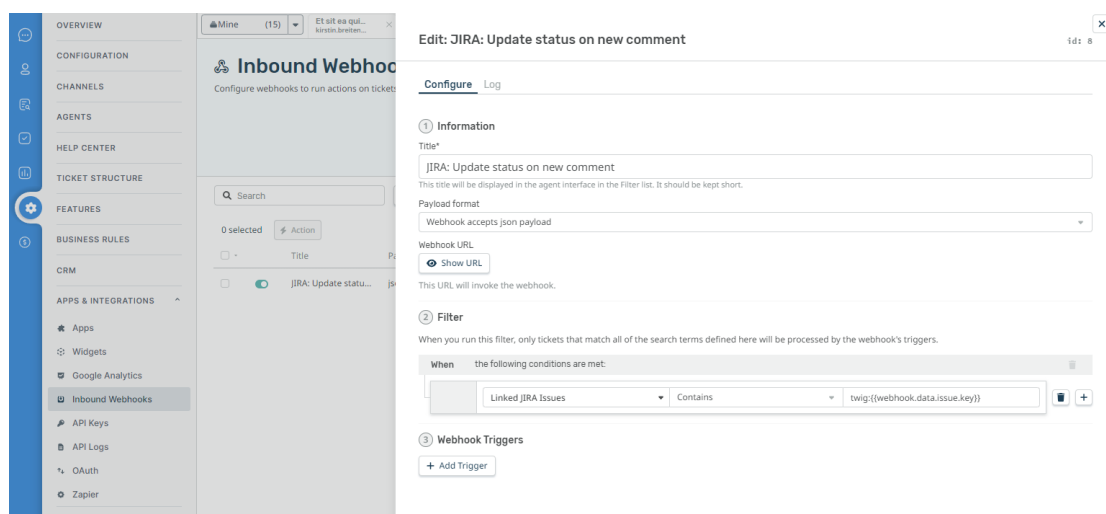 OVERVIEW
CONFIGURATION
CHANNELS
AGENTS
HELP CENTER
TICKET STRUCTURE
FEATURES
BUSINESS RULES
CRM
APPS & INTEGRATIONS
Apps
Widgets
Google Analytics
Inbound Webhooks
API Keys
API Logs
OAuth
Zapier
Mine (15)
Et sit ea qui...
kirstin.breiten...
Inbound Webhoo
Configure webhooks to run actions on tickets
Search
0 selected
Action
Title
JIRA: Update statu...
Edit: JIRA: Update status on new comment
id: 8
Configure Log
1 Information
Title*
JIRA: Update status on new comment
This title will be displayed in the agent interface in the Filter list. It should be kept short.
Payload format
Webhook accepts json payload
Webhook URL
Show URL
This URL will invoke the webhook.
2 Filter
When you run this filter, only tickets that match all of the search terms defined here will be processed by the webhook's triggers.
When the following conditions are met:
Linked JIRA Issues Contains twig:{{webhook.data.issue.key}}
3 Webhook Triggers
+ Add Trigger